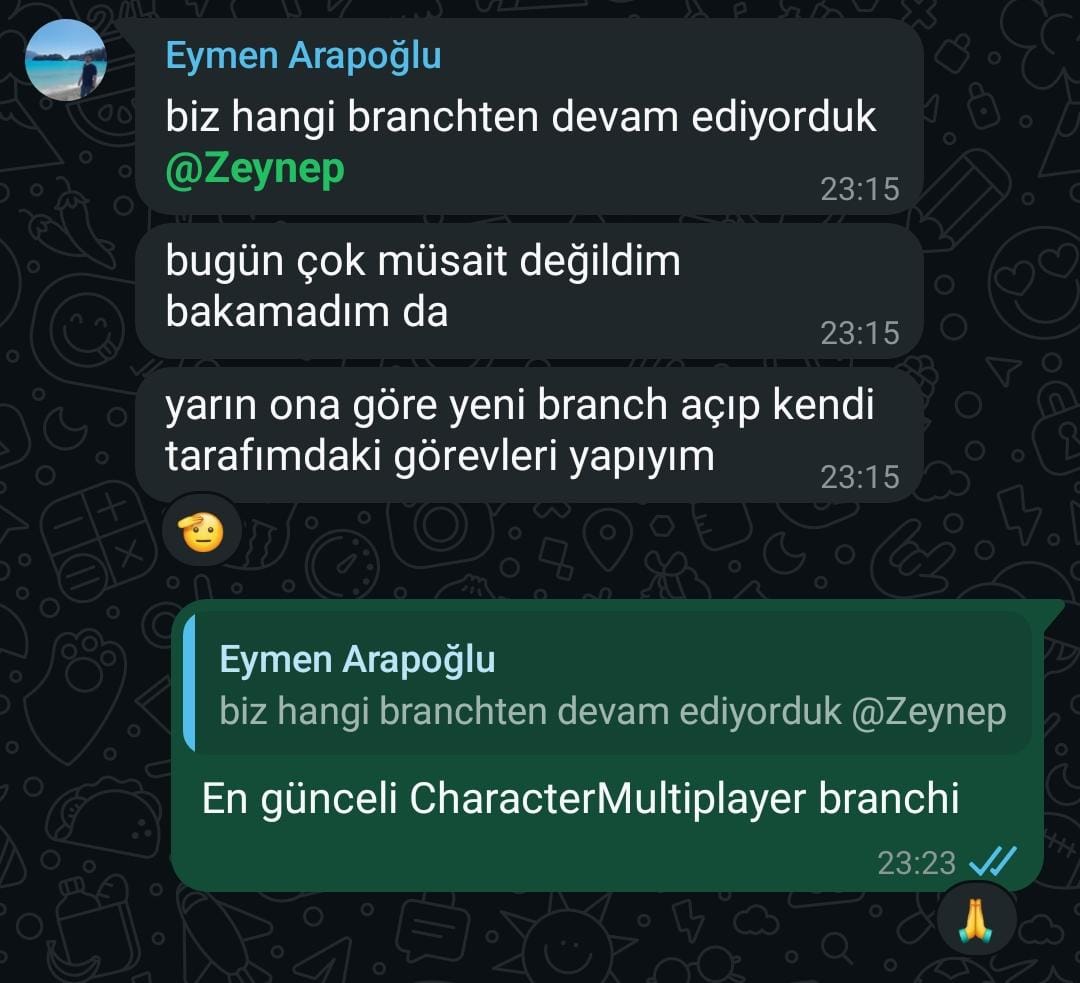 Eymen Arapoğlu
biz hangi branchten devam ediyorduk
@Zeynep
23:15
bugün çok müsait değildim
bakamadım da
23:15
yarın ona göre yeni branch açıp kendi
tarafımdaki görevleri yapıyım
23:15
Eymen Arapoğlu
biz hangi branchten devam ediyorduk @Zeynep
En günceli CharacterMultiplayer branchi
23:23